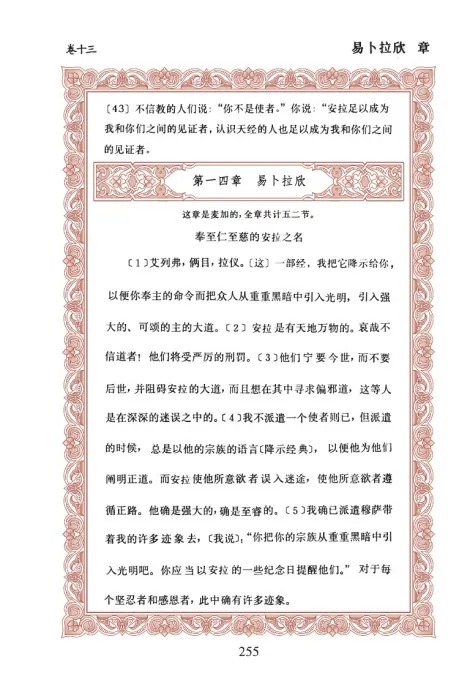 卷十三
易卜拉欣 章
〔43〕不信教的人们说：“你不是使者。”你说：“安拉足以成为
我和你们之间的见证者，认识天经的人也足以成为我和你们之间
的见证者。
第一四章 易卜拉欣
这章是麦加的，全章共计五二节。
奉至仁至慈的安拉之名
〔1〕艾列弗，俩目，拉仪。〔这〕一部经，我把它降示给你，
以便你奉主的命令而把众人从重重黑暗中引入光明，引入强
大的、可颂的主的大道。〔2〕安拉是有天地万物的。哀哉不
信道者！他们将受严厉的刑罚。〔3〕他们宁要今世，而不要
后世，并阻碍安拉的大道，而且想在其中寻求偏邪道，这等人
是在深深的迷误之中的。〔4〕我不派遣一个使者则已，但派遣
的时候，总是以他的宗族的语言〔降示经典〕，以便他为他们
阐明正道。而安拉使他所意欲者误入迷途，使他所意欲者遵
循正路。他确是强大的，确是至睿的。〔5〕我确已派遣穆萨带
着我的许多迹象去，〔我说〕：“你把你的宗族从重重黑暗中引
入光明吧。你应当以安拉的一些纪念日提醒他们。”对于每
个坚忍者和感恩者，此中确有许多迹象。
255